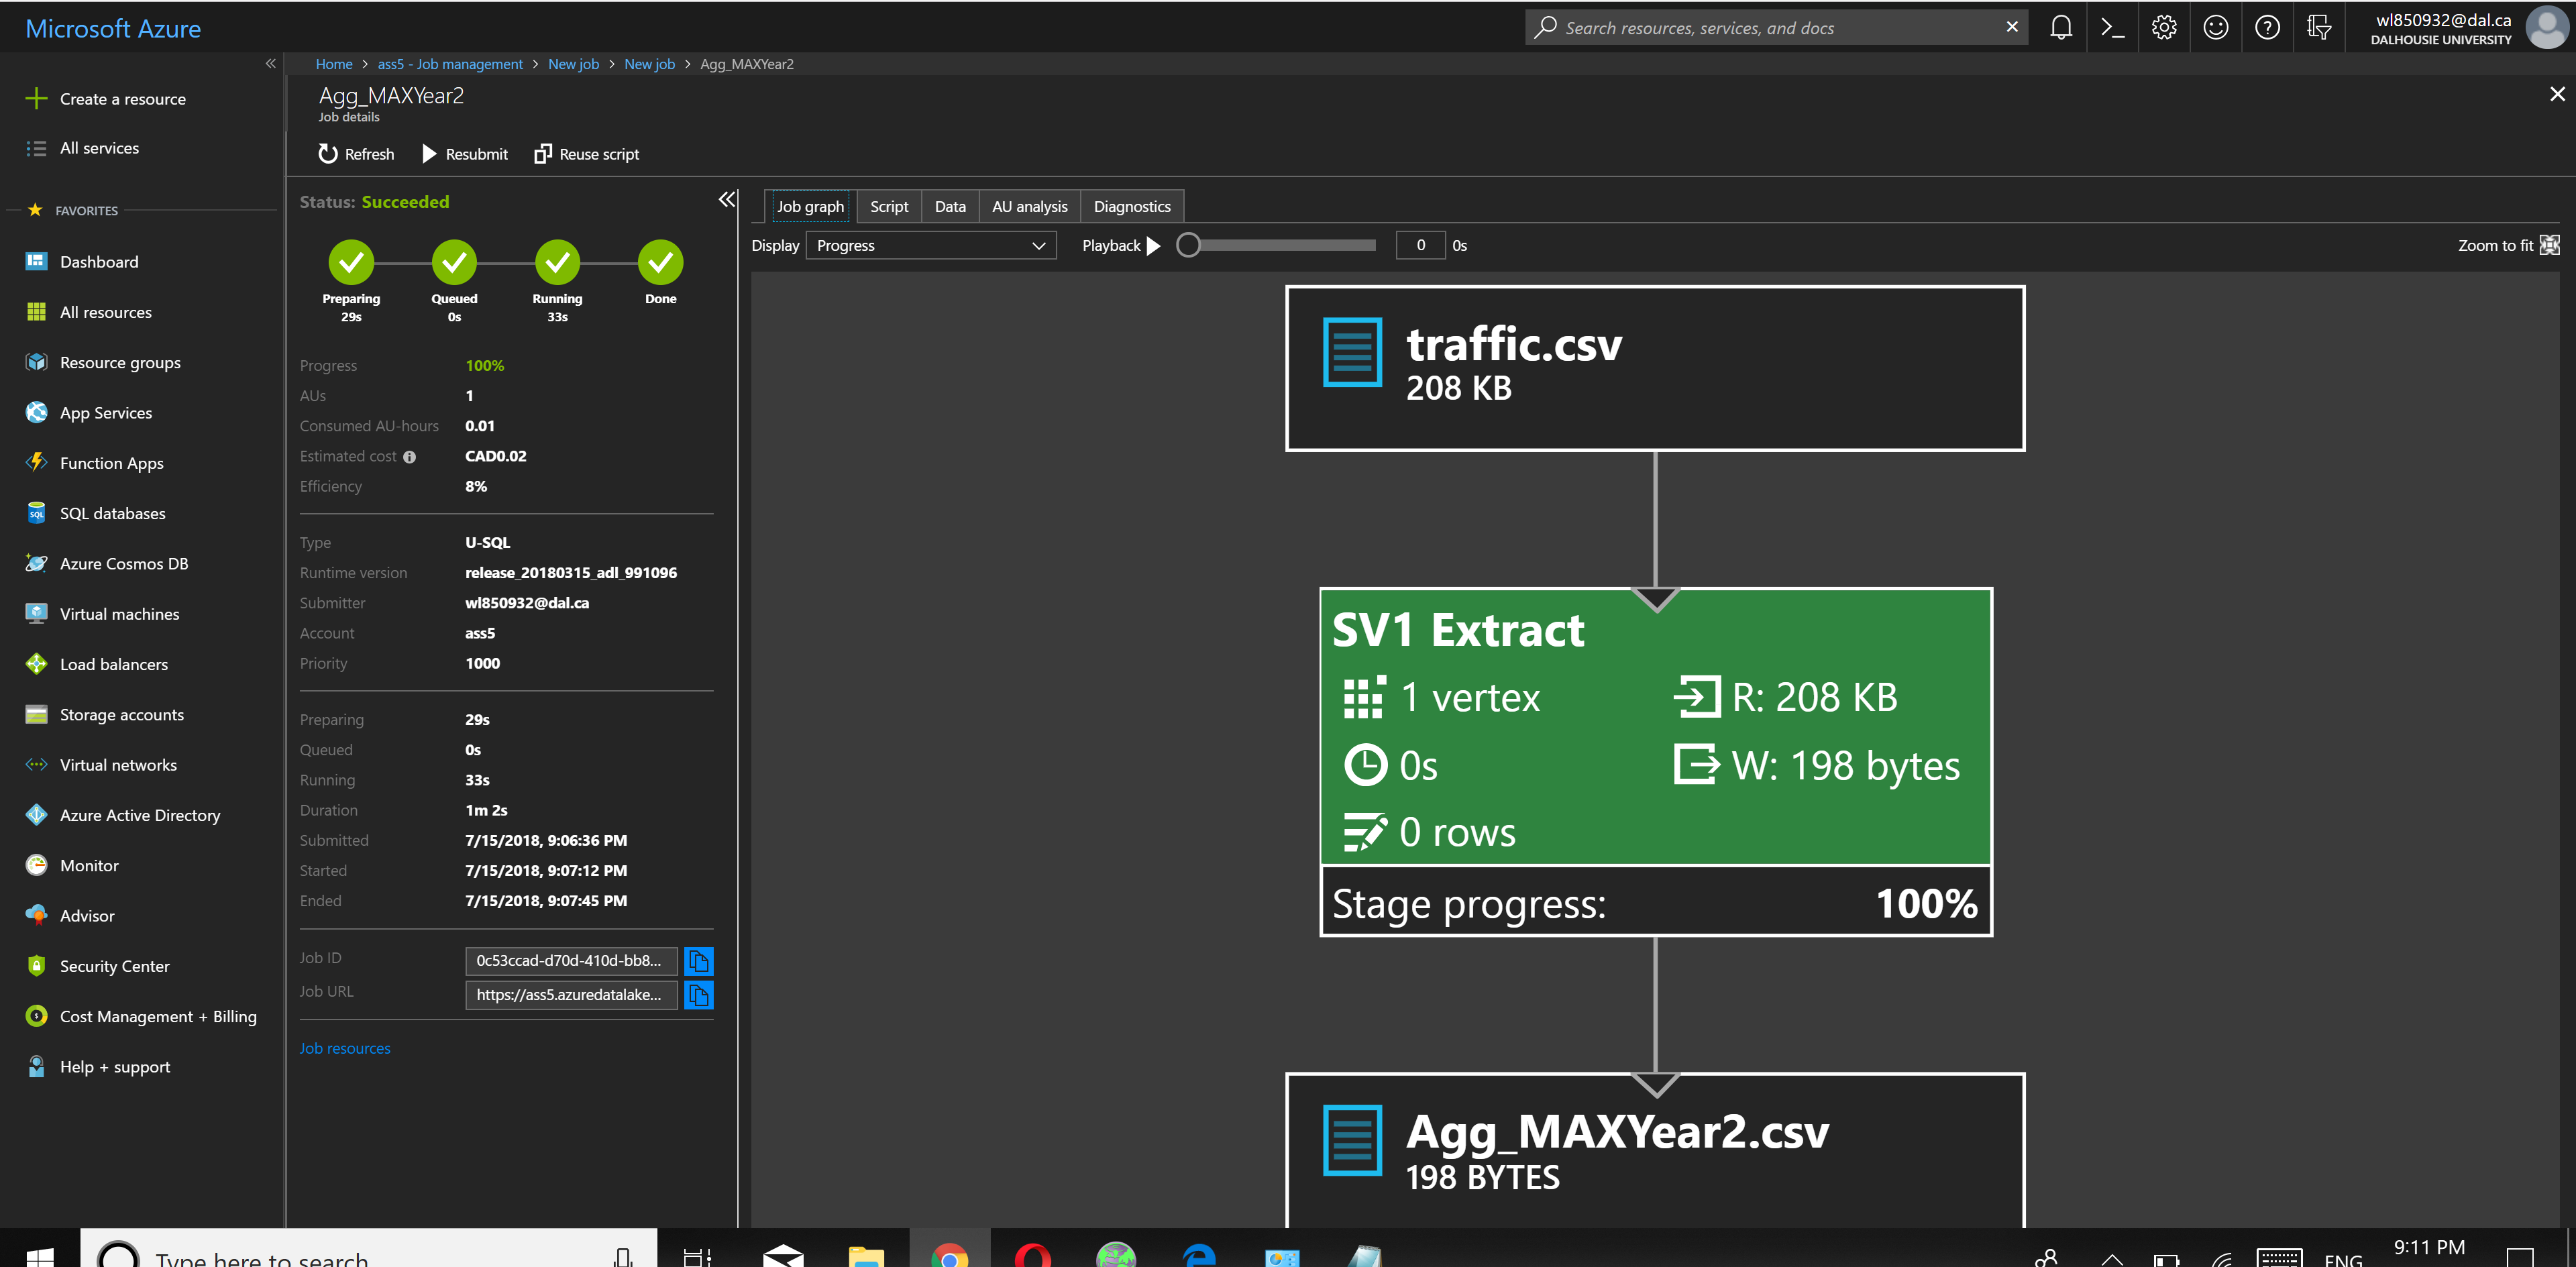 Microsoft Azure
Search resources, services, and docs
wl850932@dal.ca
DALHOUSIE UNIVERSITY
Home > ass5 - Job management > New job > New job > Agg_MAXYear2
Create a resource
All services
FAVORITES
Dashboard
All resources
Resource groups
App Services
Function Apps
SQL databases
Azure Cosmos DB
Virtual machines
Load balancers
Storage accounts
Virtual networks
Azure Active Directory
Monitor
Advisor
Security Center
Cost Management + Billing
Help + support
Agg_MAXYear2
Job details
Refresh Resubmit Reuse script
Status: Succeeded
Preparing Queued Running Done
29s 0s 33s
Progress 100%
AUs 1
Consumed AU-hours 0.01
Estimated cost CAD0.02
Efficiency 8%
Type U-SQL
Runtime version release_20180315_adl_991096
Submitter wl850932@dal.ca
Account ass5
Priority 1000
Preparing 29s
Queued 0s
Running 33s
Duration 1m 2s
Submitted 7/15/2018, 9:06:36 PM
Started 7/15/2018, 9:07:12 PM
Ended 7/15/2018, 9:07:45 PM
Job ID 0c53ccad-d70d-410d-bb8...
Job URL https://ass5.azuredatalake...
Job resources
Job graph Script Data AU analysis Diagnostics
Display Progress Playback 0 0s Zoom to fit
traffic.csv
208 KB
SV1 Extract
1 vertex R: 208 KB
0s W: 198 bytes
0 rows
Stage progress: 100%
Agg_MAXYear2.csv
198 BYTES
Type here to search
ENG
9:11 PM